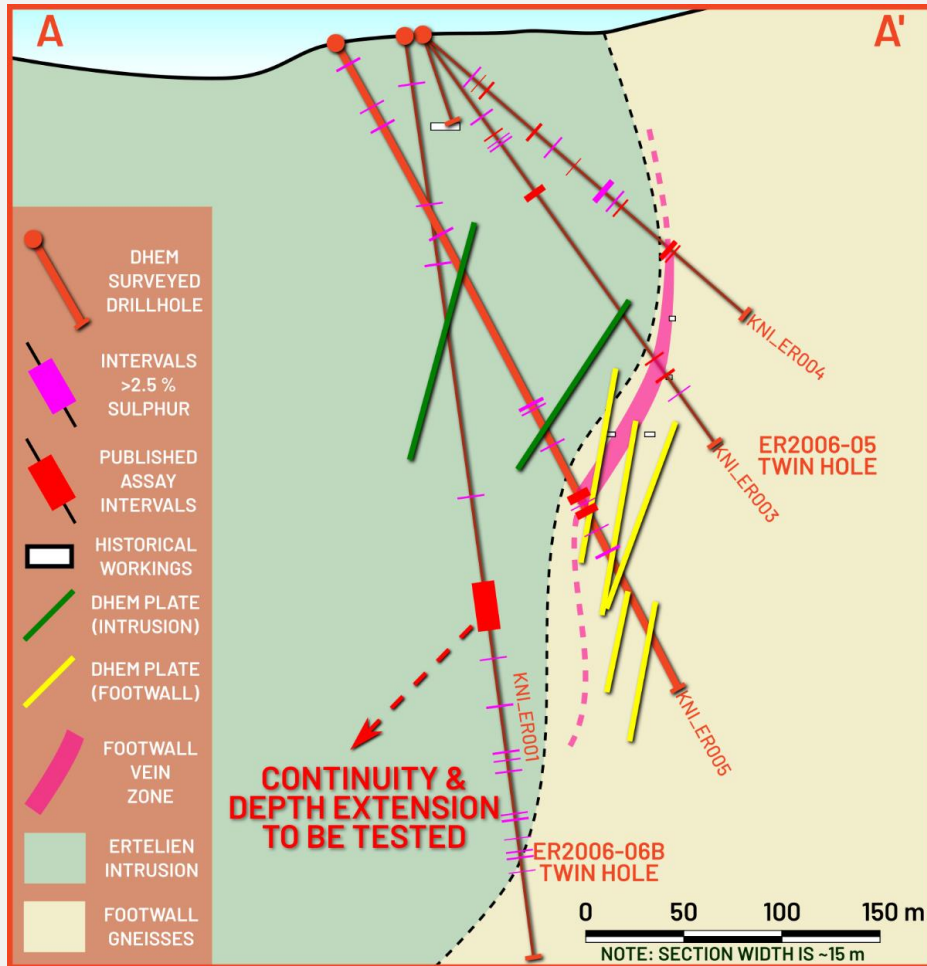 A
A'
DHEM
SURVEYED
DRILLHOLE
INTERVALS
>2.5 %
SULPHUR
PUBLISHED
ASSAY
INTERVALS
HISTORICAL
WORKINGS
DHEM PLATE
(INTRUSION)
DHEM PLATE
(FOOTWALL)
FOOTWALL
VEIN
ZONE
ERTELIEN
INTRUSION
FOOTWALL
GNEISSES
KNI_ER004
ER2006-05
TWIN HOLE
KNI_ER003
KNI_ER001
KNI_ER005
CONTINUITY &
DEPTH EXTENSION
TO BE TESTED
ER2006-06B
TWIN HOLE
0 50 100 150 m
NOTE: SECTION WIDTH IS ~15 m